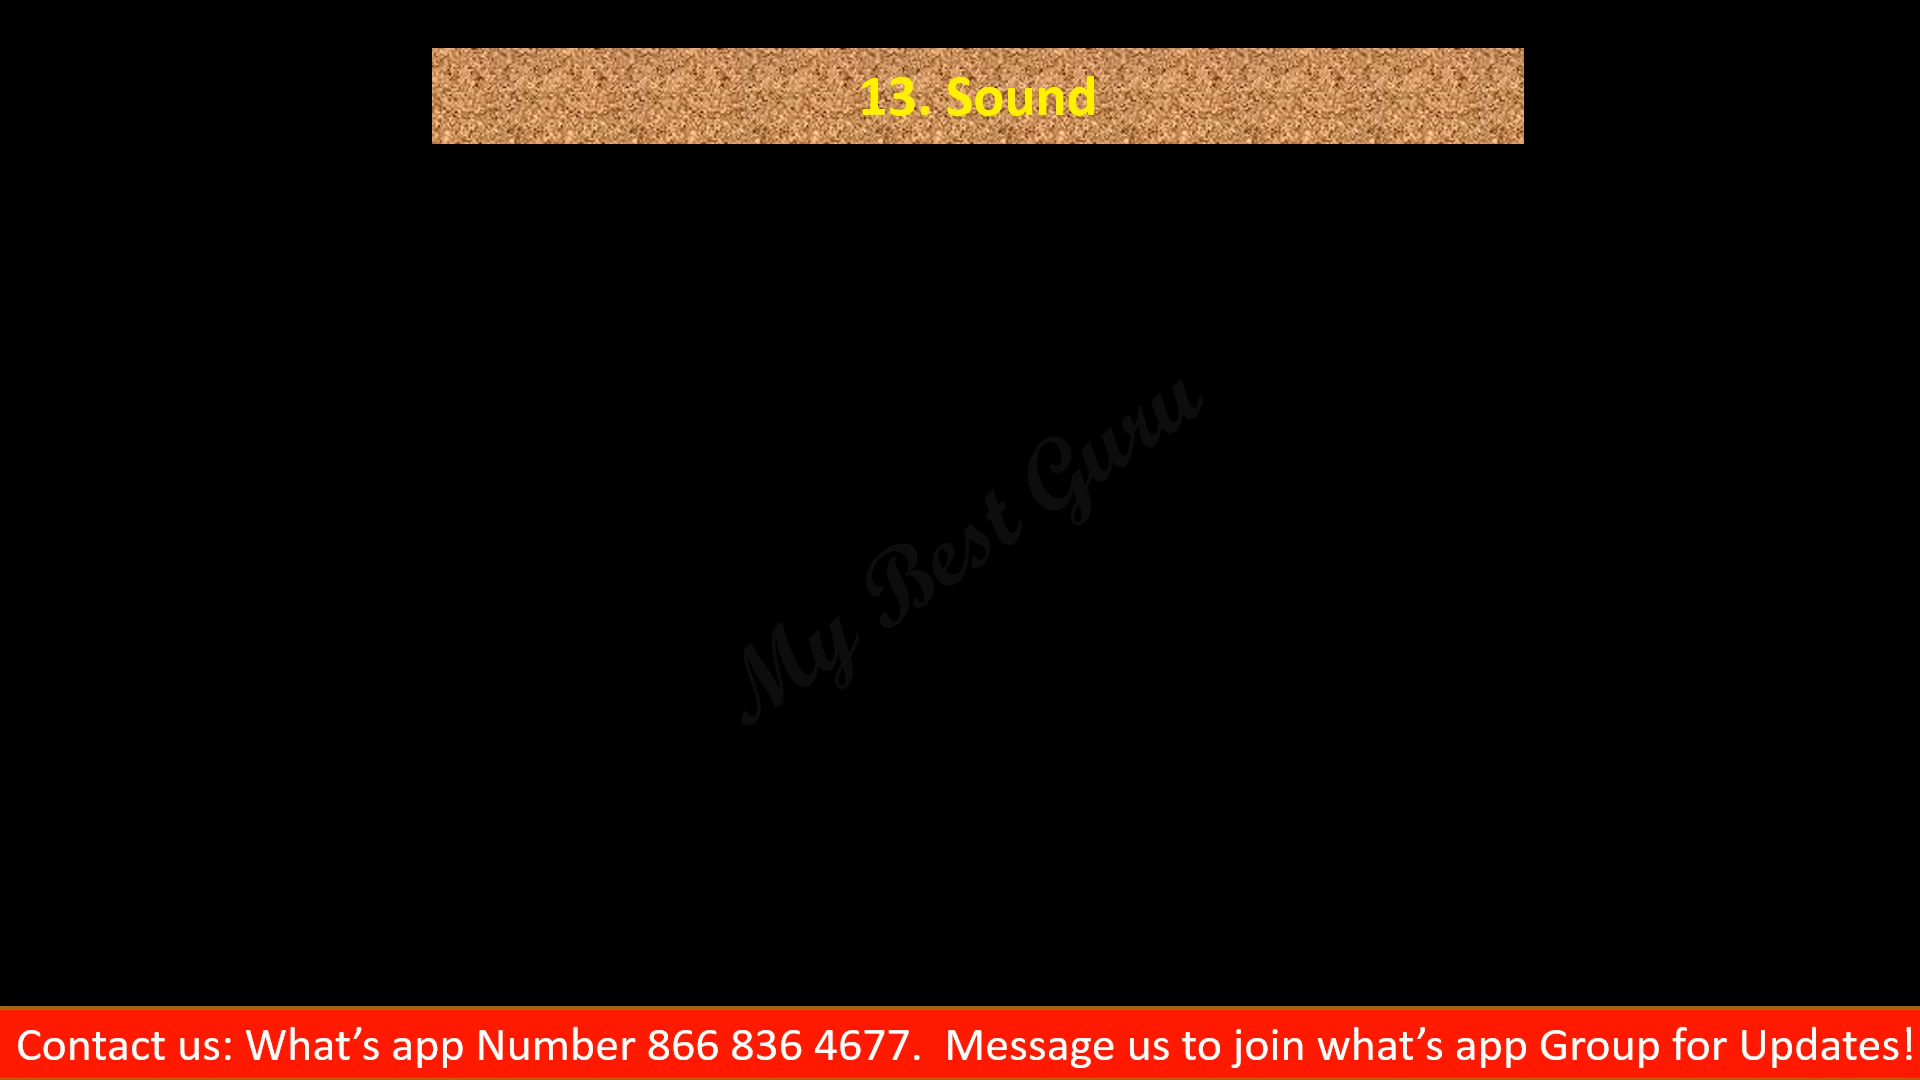 13. Sound
My Best Guru
Contact us: What’s app Number 866 836 4677.  Message us to join what’s app Group for Updates!